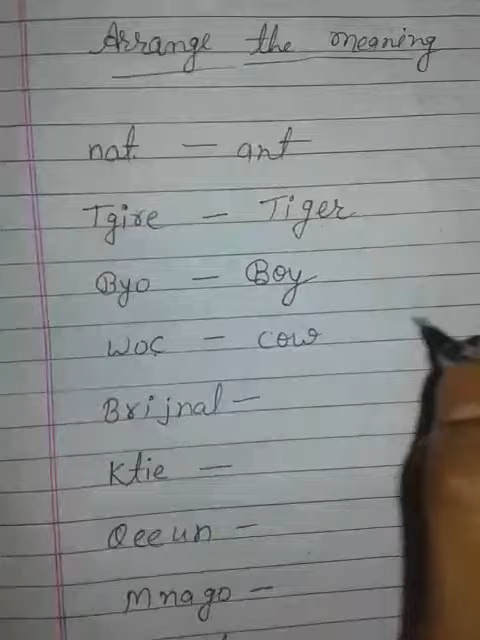 Arrange the meaning
nat. — ant
Tgire — Tiger
Byo — Boy
woc — cow
Brijnal —
Ktie —
Qeeun —
Mnago —